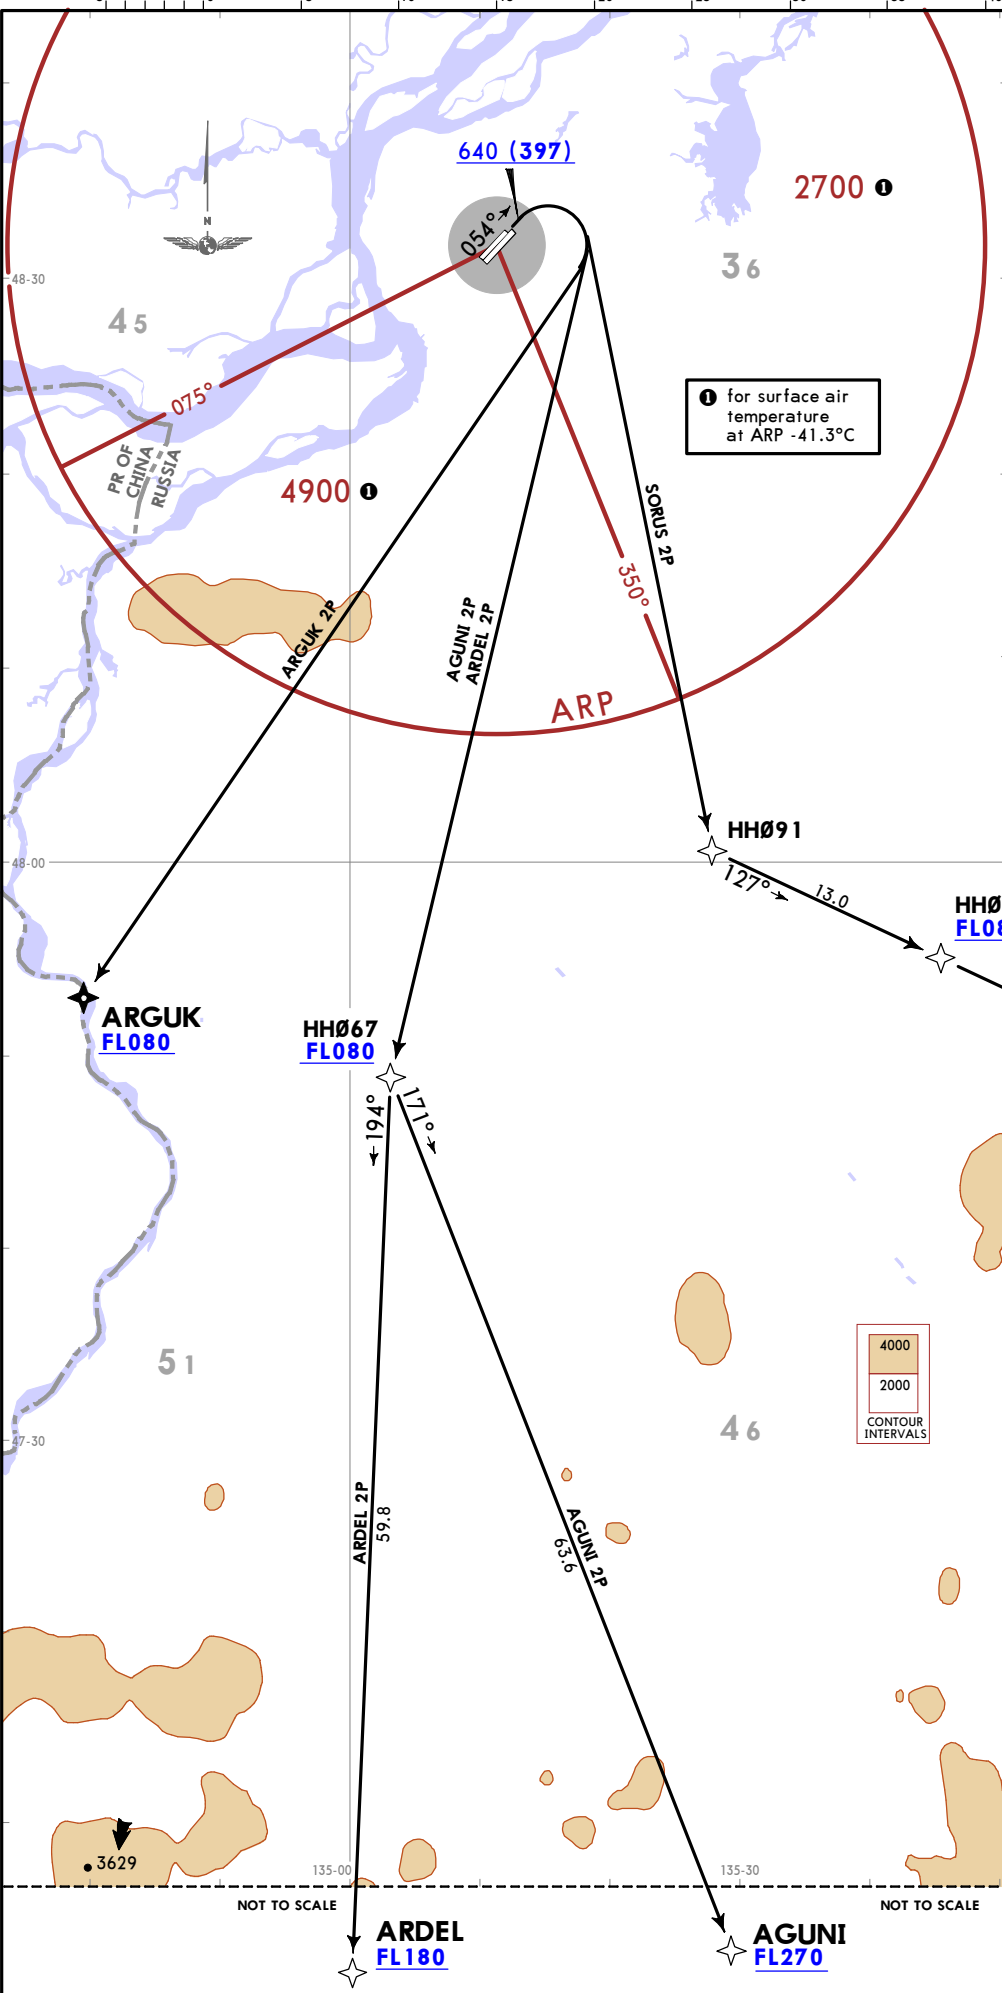 640 (397)
2700 ❶
054°
N
36
48-30
45
075°
❶ for surface air
temperature
at ARP -41.3°C
PR OF
CHINA
RUSSIA
4900 ❶
SORUS 2P
350°
ARGUK 2P
AGUNI 2P
ARDEL 2P
ARP
HHØ91
48-00
127°
13.0
HHØ
FL08
ARGUK
FL080
HHØ67
FL080
194°
171°
4000
2000
CONTOUR
INTERVALS
51
46
47-30
ARDEL 2P
59.8
AGUNI 2P
63.6
3629
135-00
135-30
NOT TO SCALE
NOT TO SCALE
ARDEL
FL180
AGUNI
FL270